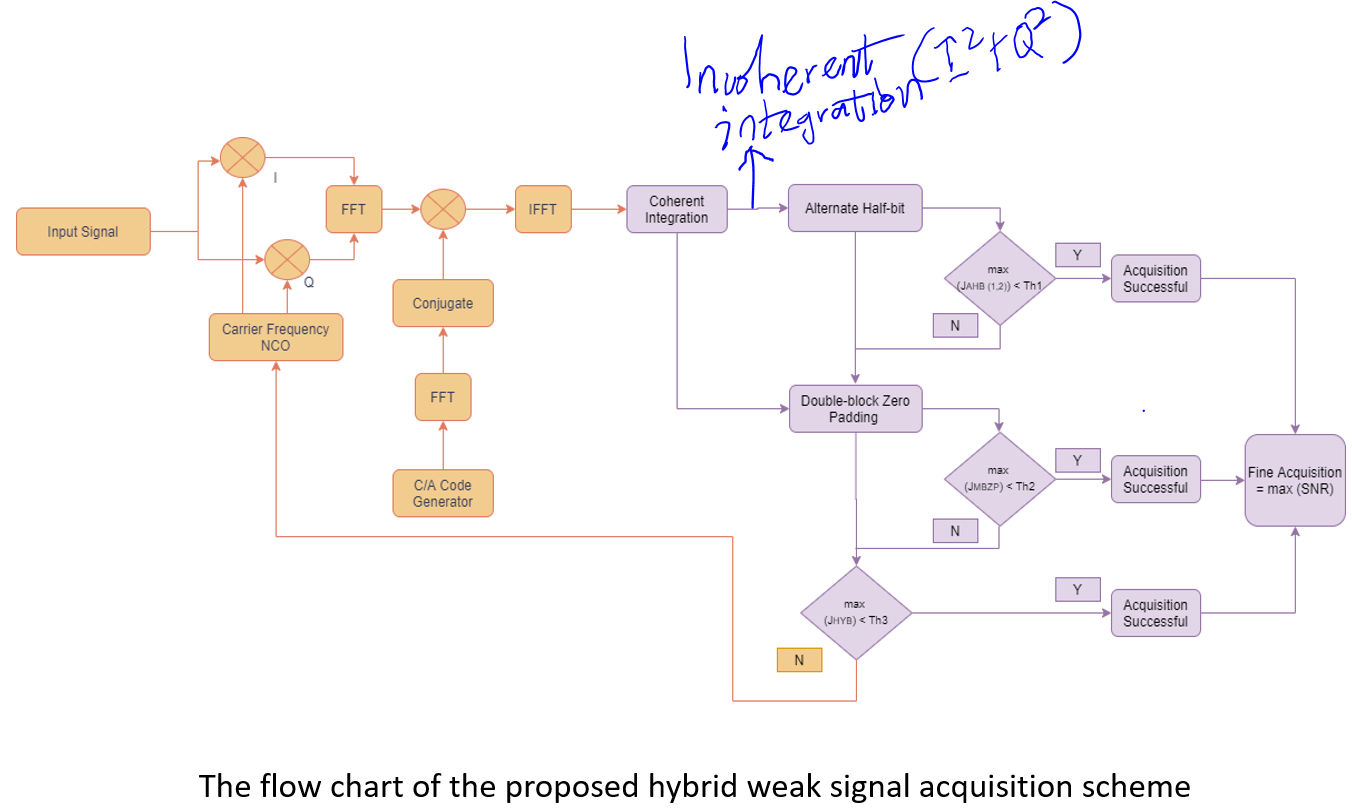 Incoherent (I²+Q²)
integration
I
Input Signal
FFT
IFFT
Coherent
Integration
Alternate Half-bit
Q
max
(JAHB (1,2)) < Th1
Y
Acquisition
Successful
N
Carrier Frequency
NCO
Conjugate
FFT
C/A Code
Generator
Double-block Zero
Padding
max
(JMBZP) < Th2
Y
Acquisition
Successful
N
Fine Acquisition
= max (SNR)
max
(JHYB) < Th3
Y
Acquisition
Successful
N
The flow chart of the proposed hybrid weak signal acquisition scheme